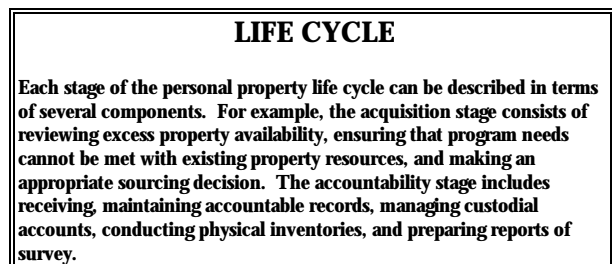 LIFE CYCLE
Each stage of the personal property life cycle can be described in terms
of several components.  For example, the acquisition stage consists of
reviewing excess property availability, ensuring that program needs
cannot be met with existing property resources, and making an
appropriate sourcing decision.  The accountability stage includes
receiving, maintaining accountable records, managing custodial
accounts, conducting physical inventories, and preparing reports of
survey.